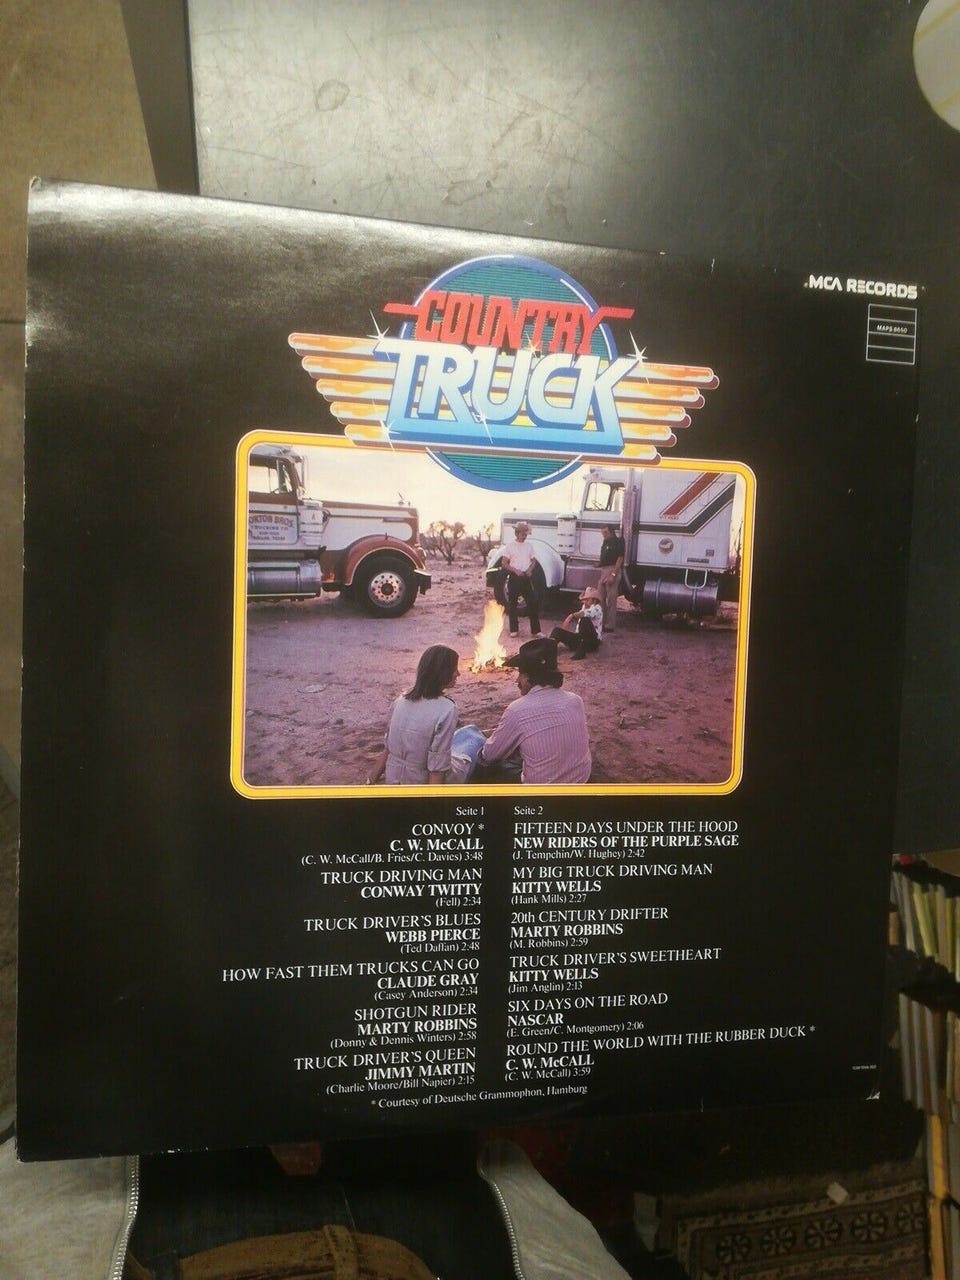 MCA RECORDS
MAPS 8650
COUNTRY
TRUCK
TRUCKING CO.
Seite 1
CONVOY *
C. W. McCALL
(C. W. McCall/B. Fries/C. Davies) 3:48
TRUCK DRIVING MAN
CONWAY TWITTY
(Fell) 2:34
TRUCK DRIVER'S BLUES
WEBB PIERCE
(Ted Daffan) 2:48
HOW FAST THEM TRUCKS CAN GO
CLAUDE GRAY
(Casey Anderson) 2:34
SHOTGUN RIDER
MARTY ROBBINS
(Donny & Dennis Winters) 2:58
TRUCK DRIVER'S QUEEN
JIMMY MARTIN
(Charlie Moore/Bill Napier) 2:15
Seite 2
FIFTEEN DAYS UNDER THE HOOD
NEW RIDERS OF THE PURPLE SAGE
(J. Tempchin/W. Hughey) 2:42
MY BIG TRUCK DRIVING MAN
KITTY WELLS
(Hank Mills) 2:27
20th CENTURY DRIFTER
MARTY ROBBINS
(M. Robbins) 2:59
TRUCK DRIVER'S SWEETHEART
KITTY WELLS
(Jim Anglin) 2:13
SIX DAYS ON THE ROAD
NASCAR
(E. Green/C. Montgomery) 2:06
ROUND THE WORLD WITH THE RUBBER DUCK *
C. W. McCALL
(C. W. McCall) 3:59
* Courtesy of Deutsche Grammophon, Hamburg